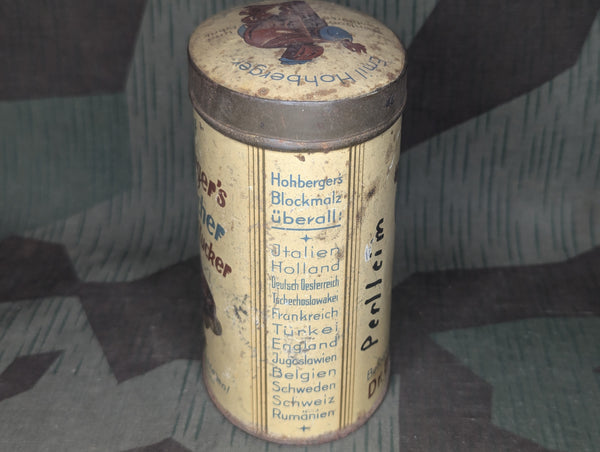 Emil Hohberger
Hohberger's
Blockmalz
überall!
Italien
Holland
Deutsch Oesterreich
Tschechoslowakei
Frankreich
Türkei
England
Jugoslawien
Belgien
Schweden
Schweiz
Rumänien
Perlleim